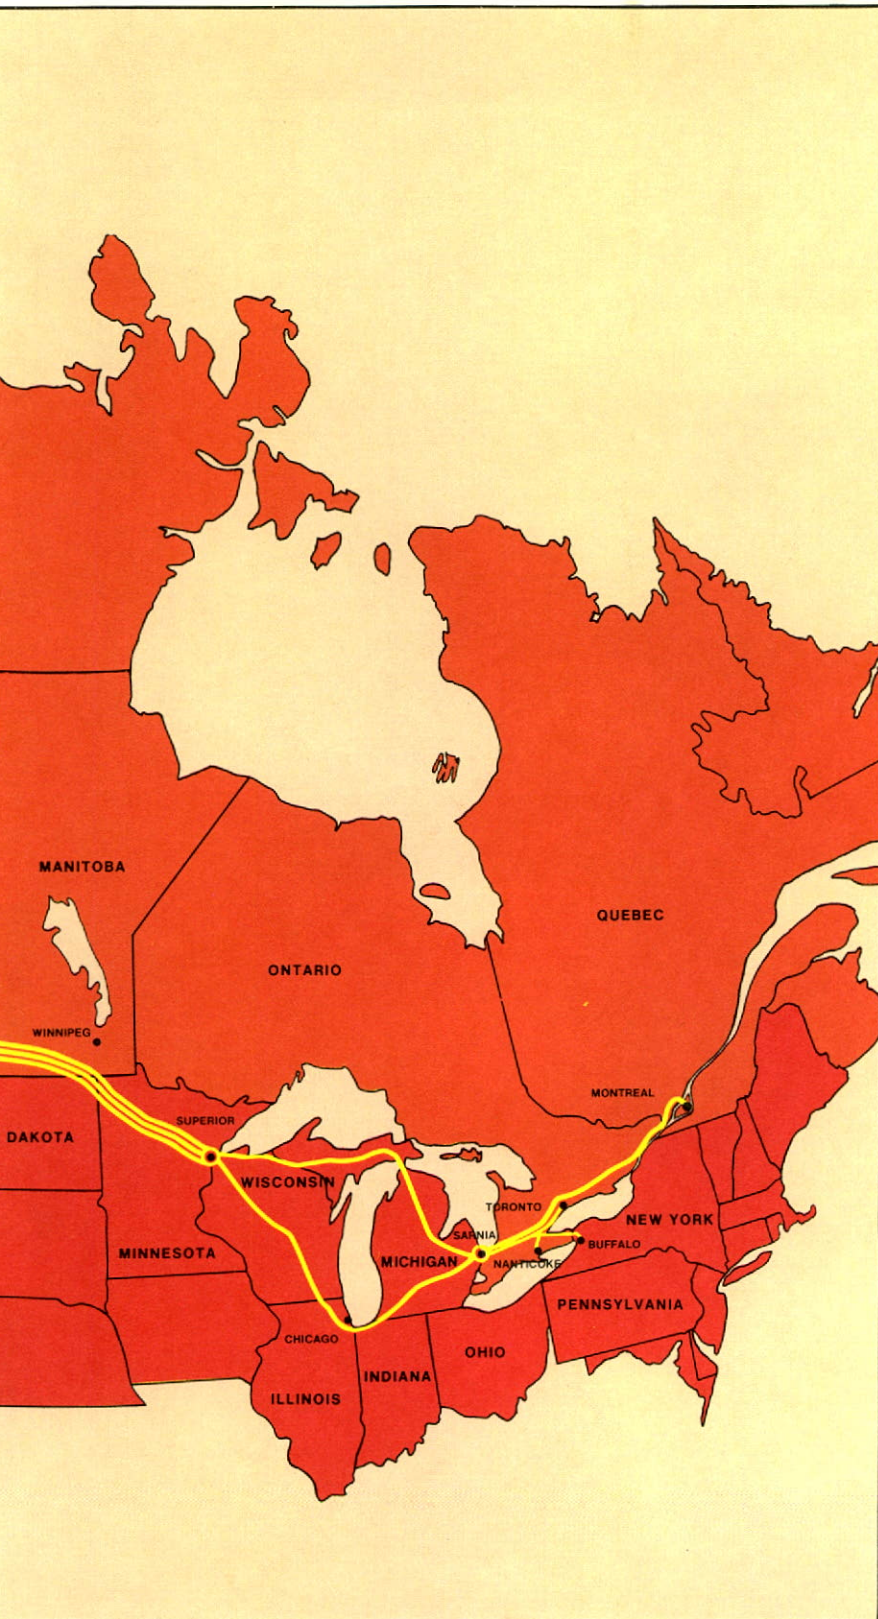 MANITOBA
QUEBEC
ONTARIO
WINNIPEG
MONTREAL
SUPERIOR
DAKOTA
WISCONSIN
TORONTO
NEW YORK
SARNIA
BUFFALO
MINNESOTA
MICHIGAN
NANTICOKE
PENNSYLVANIA
CHICAGO
OHIO
INDIANA
ILLINOIS